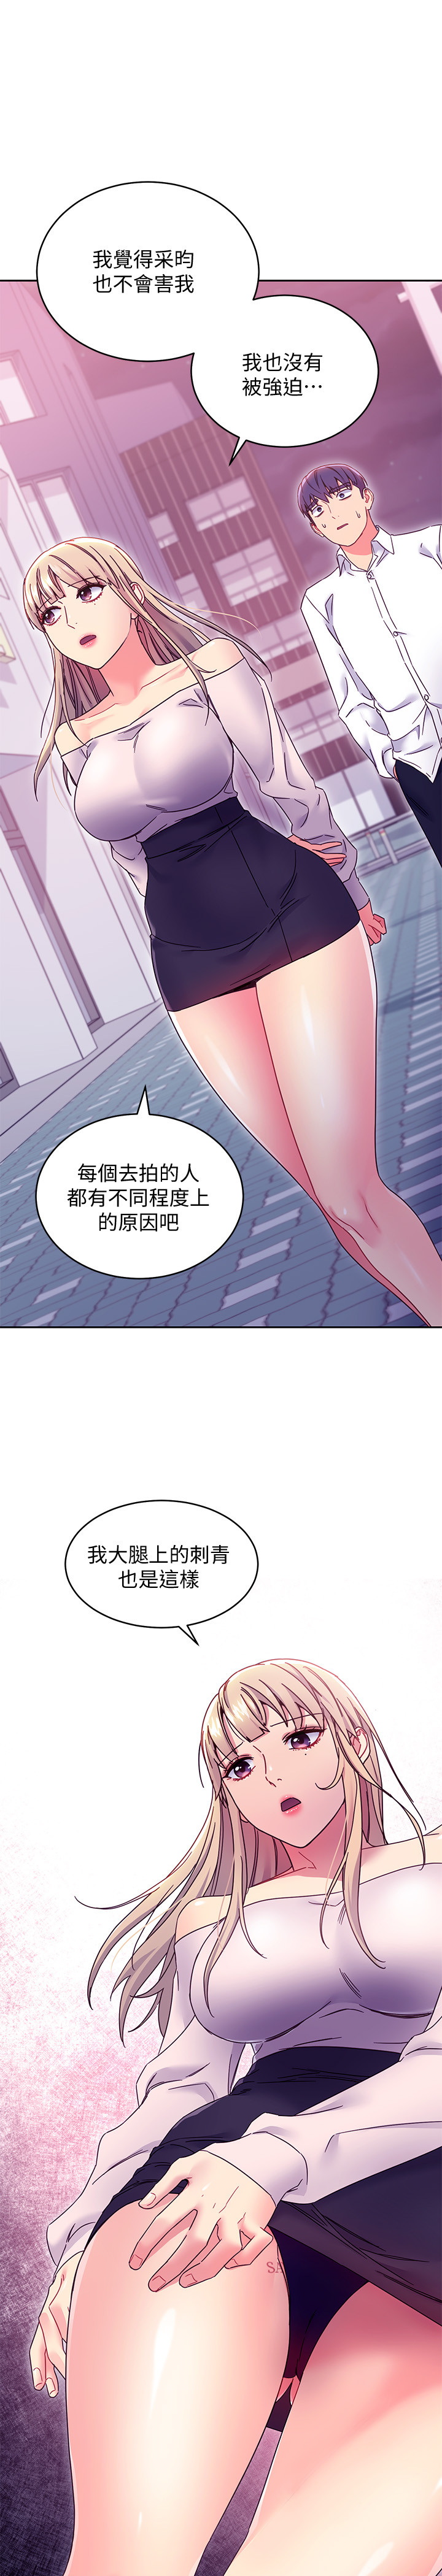 我覺得采昀
也不會害我
我也沒有
被強迫⋯
每個去拍的人
都有不同程度上
的原因吧
我大腿上的刺青
也是這樣
SA